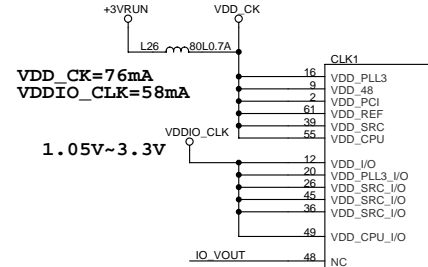 +3VRUN VDD_CK
L26 80L0.7A
CLK1
VDD_CK=76mA
VDDIO_CLK=58mA
16 VDD_PLL3
9 VDD_48
2 VDD_PCI
61 VDD_REF
39 VDD_SRC
55 VDD_CPU
VDDIO_CLK
1.05V~3.3V
12 VDD_I/O
20 VDD_PLL3_I/O
26 VDD_SRC_I/O
45 VDD_SRC_I/O
36 VDD_SRC_I/O
49 VDD_CPU_I/O
IO_VOUT 48 NC